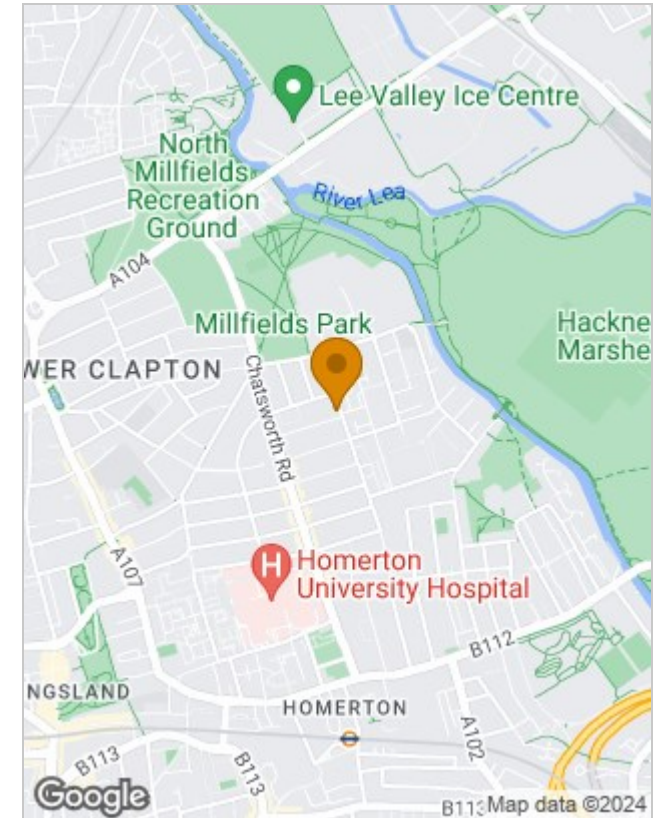 Lee Valley Ice Centre
North
Millfields
Recreation
Ground
River Lea
A104
Millfields Park
Hackne
Marshe
WER CLAPTON
Chatsworth Rd
A107
H
Homerton
University Hospital
B112
NGSLAND
HOMERTON
A102
B113
B113
B113
Google
Map data ©2024